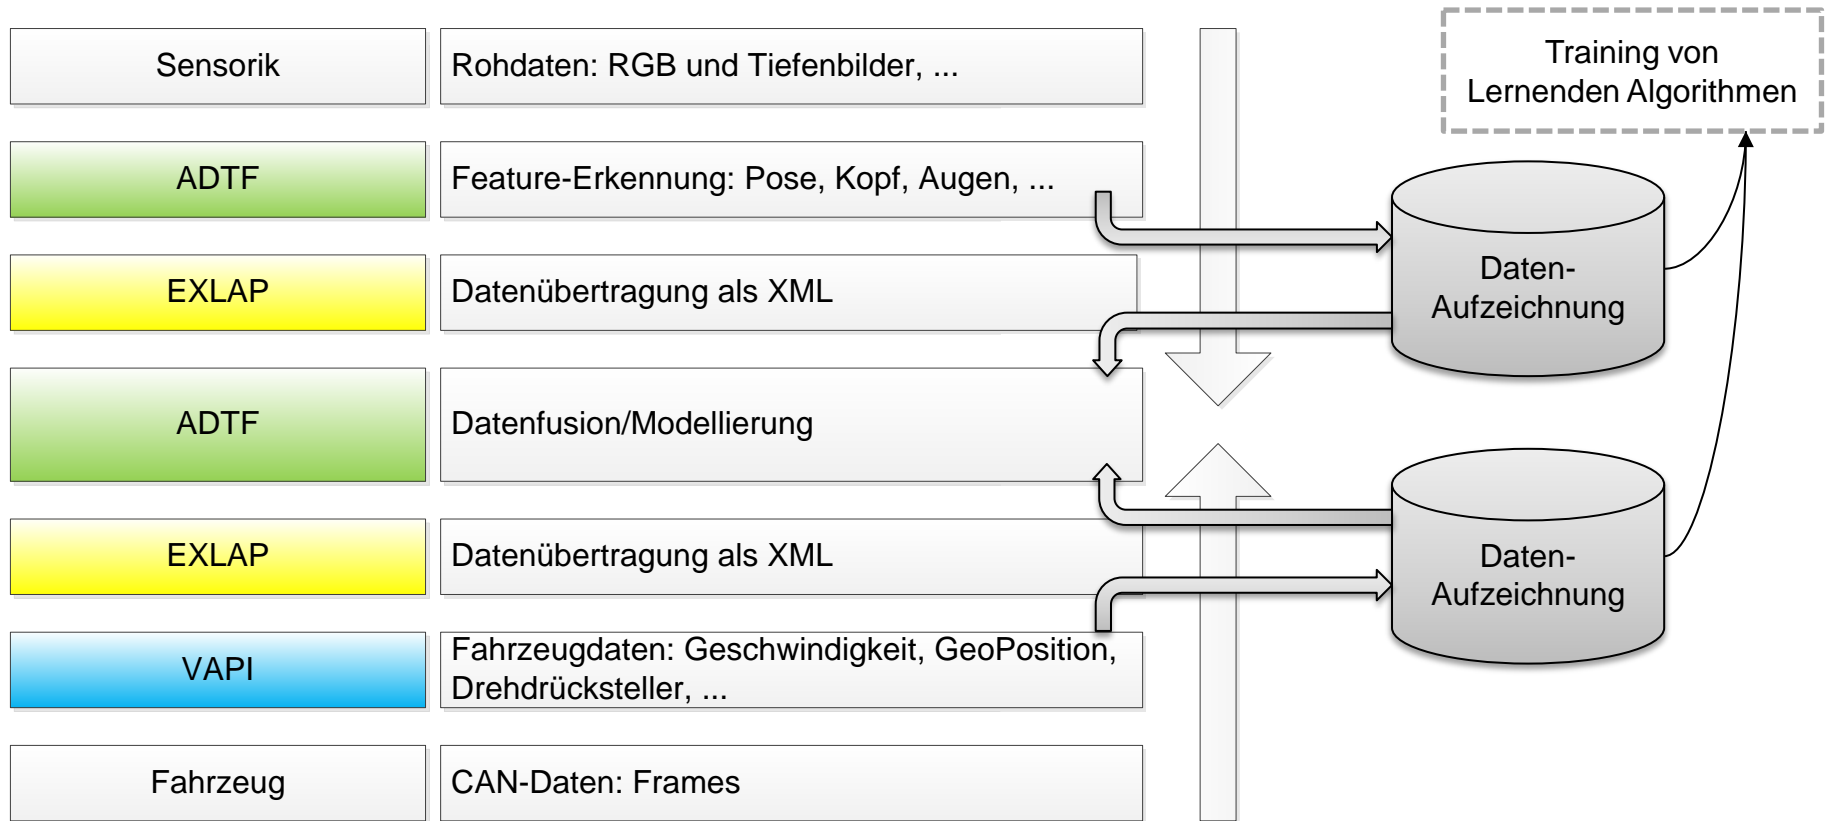 Sensorik
Rohdaten: RGB und Tiefenbilder, ...
Training von
Lernenden Algorithmen
ADTF
Feature-Erkennung: Pose, Kopf, Augen, ...
EXLAP
Datenübertragung als XML
Daten-
Aufzeichnung
ADTF
Datenfusion/Modellierung
EXLAP
Datenübertragung als XML
Daten-
Aufzeichnung
VAPI
Fahrzeugdaten: Geschwindigkeit, GeoPosition,
Drehdrücksteller, ...
Fahrzeug
CAN-Daten: Frames